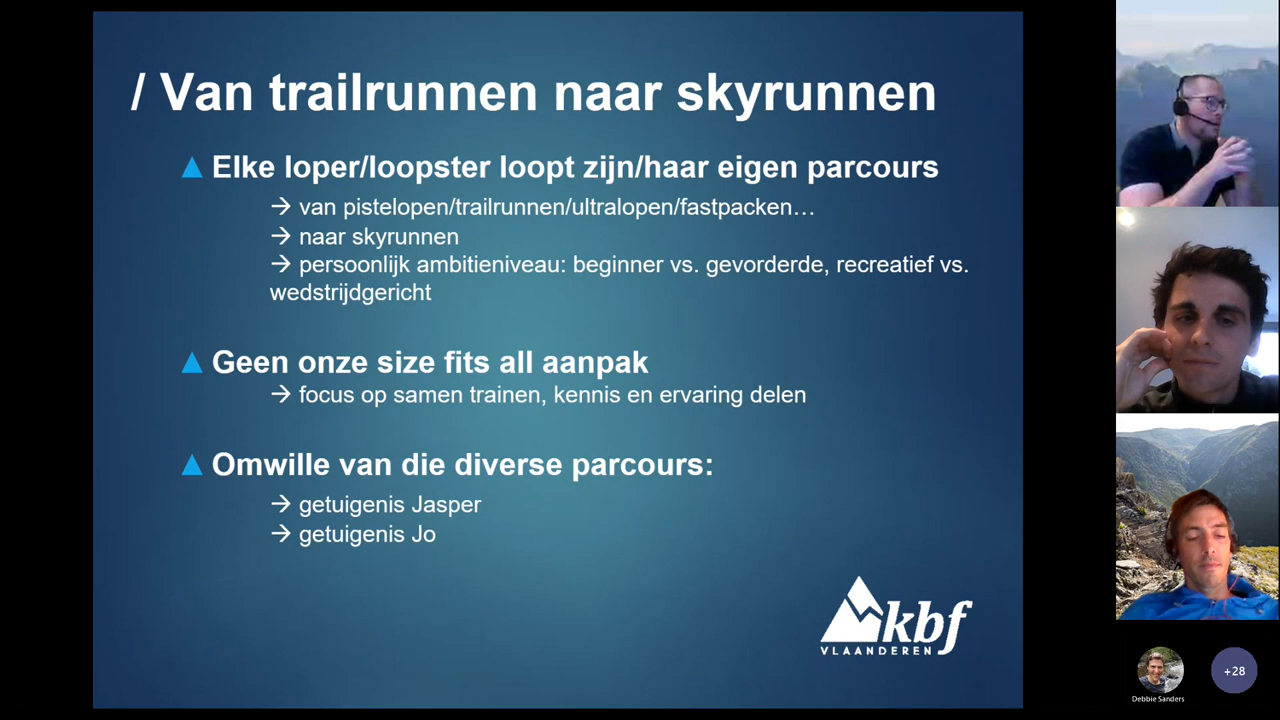 / Van trailrunnen naar skyrunnen
▲ Elke loper/loopster loopt zijn/haar eigen parcours
→ van pistelopen/trailrunnen/ultralopen/fastpacken…
→ naar skyrunnen
→ persoonlijk ambitieniveau: beginner vs. gevorderde, recreatief vs.
wedstrijdgericht
▲ Geen onze size fits all aanpak
→ focus op samen trainen, kennis en ervaring delen
▲ Omwille van die diverse parcours:
→ getuigenis Jasper
→ getuigenis Jo
kbf
VLAANDEREN
+28
Debbie Sanders